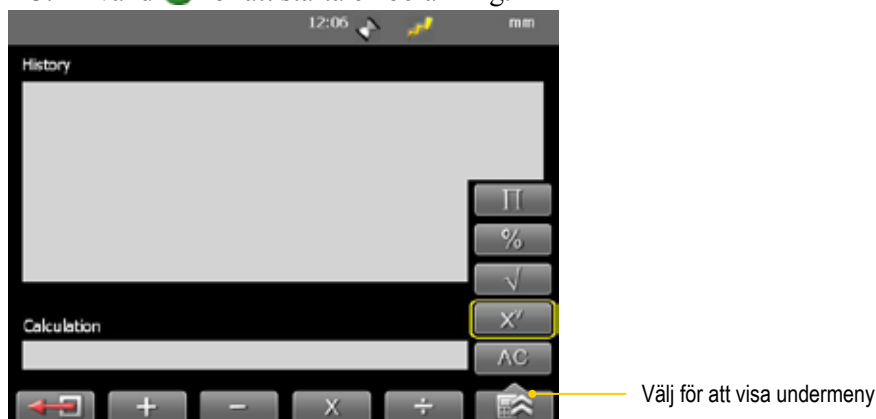 12:06 mm
History
Π
%
√
Calculation
Xʸ
AC
+ − X ÷
Välj för att visa undermeny